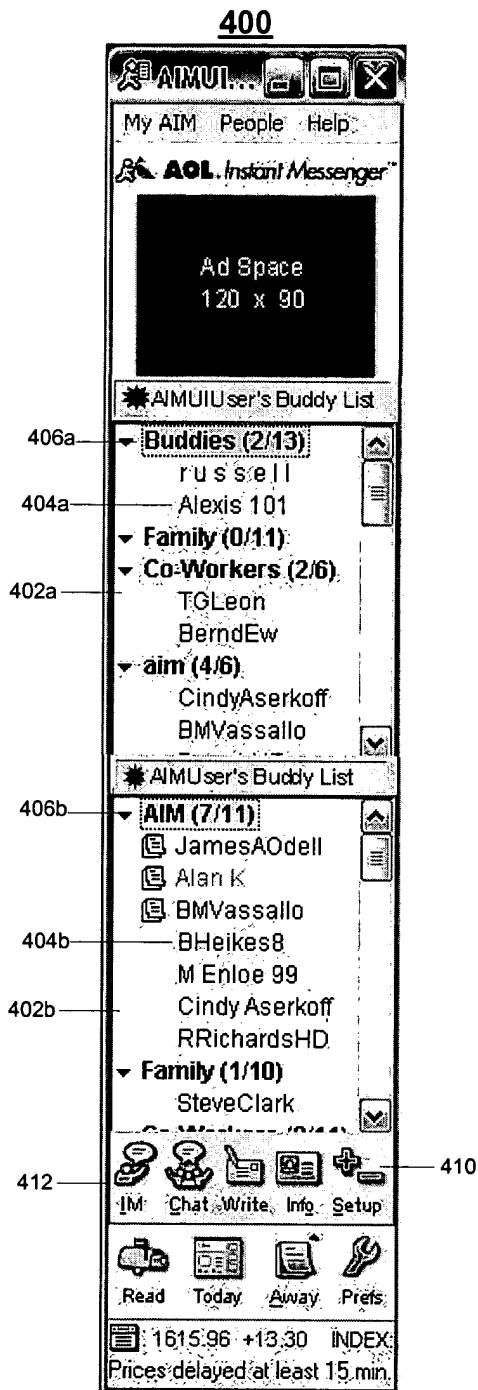 400
AIMUI...
My AIM People Help
AOL Instant Messenger™
Ad Space
120 x 90
AIMUIUser's Buddy List
406a
Buddies (2/13)
russell
404a
Alexis 101
Family (0/11)
Co-Workers (2/6)
402a
TGLeon
BerndEw
aim (4/6)
CindyAserkoff
BMVassallo
AIMUser's Buddy List
406b
AIM (7/11)
JamesAOdell
Alan K
BMVassallo
404b
BHeikes8
M Enloe 99
402b
Cindy Aserkoff
RRichardsHD
Family (1/10)
SteveClark
412
410
IM Chat Write Info Setup
Read Today Away Prefs
1615.96 +13.30 INDEX
Prices delayed at least 15 min.